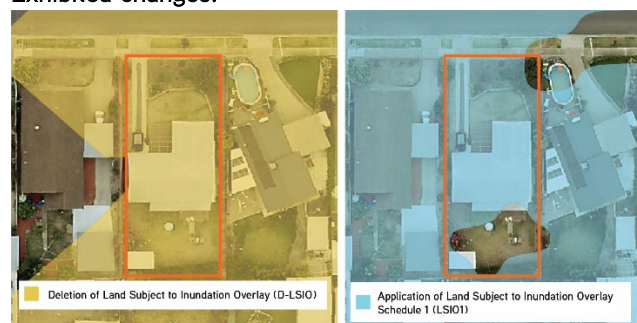 Exhibited changes:
Deletion of Land Subject to Inundation Overlay (D-LSIO)
Application of Land Subject to Inundation Overlay
Schedule 1 (LSIO1)